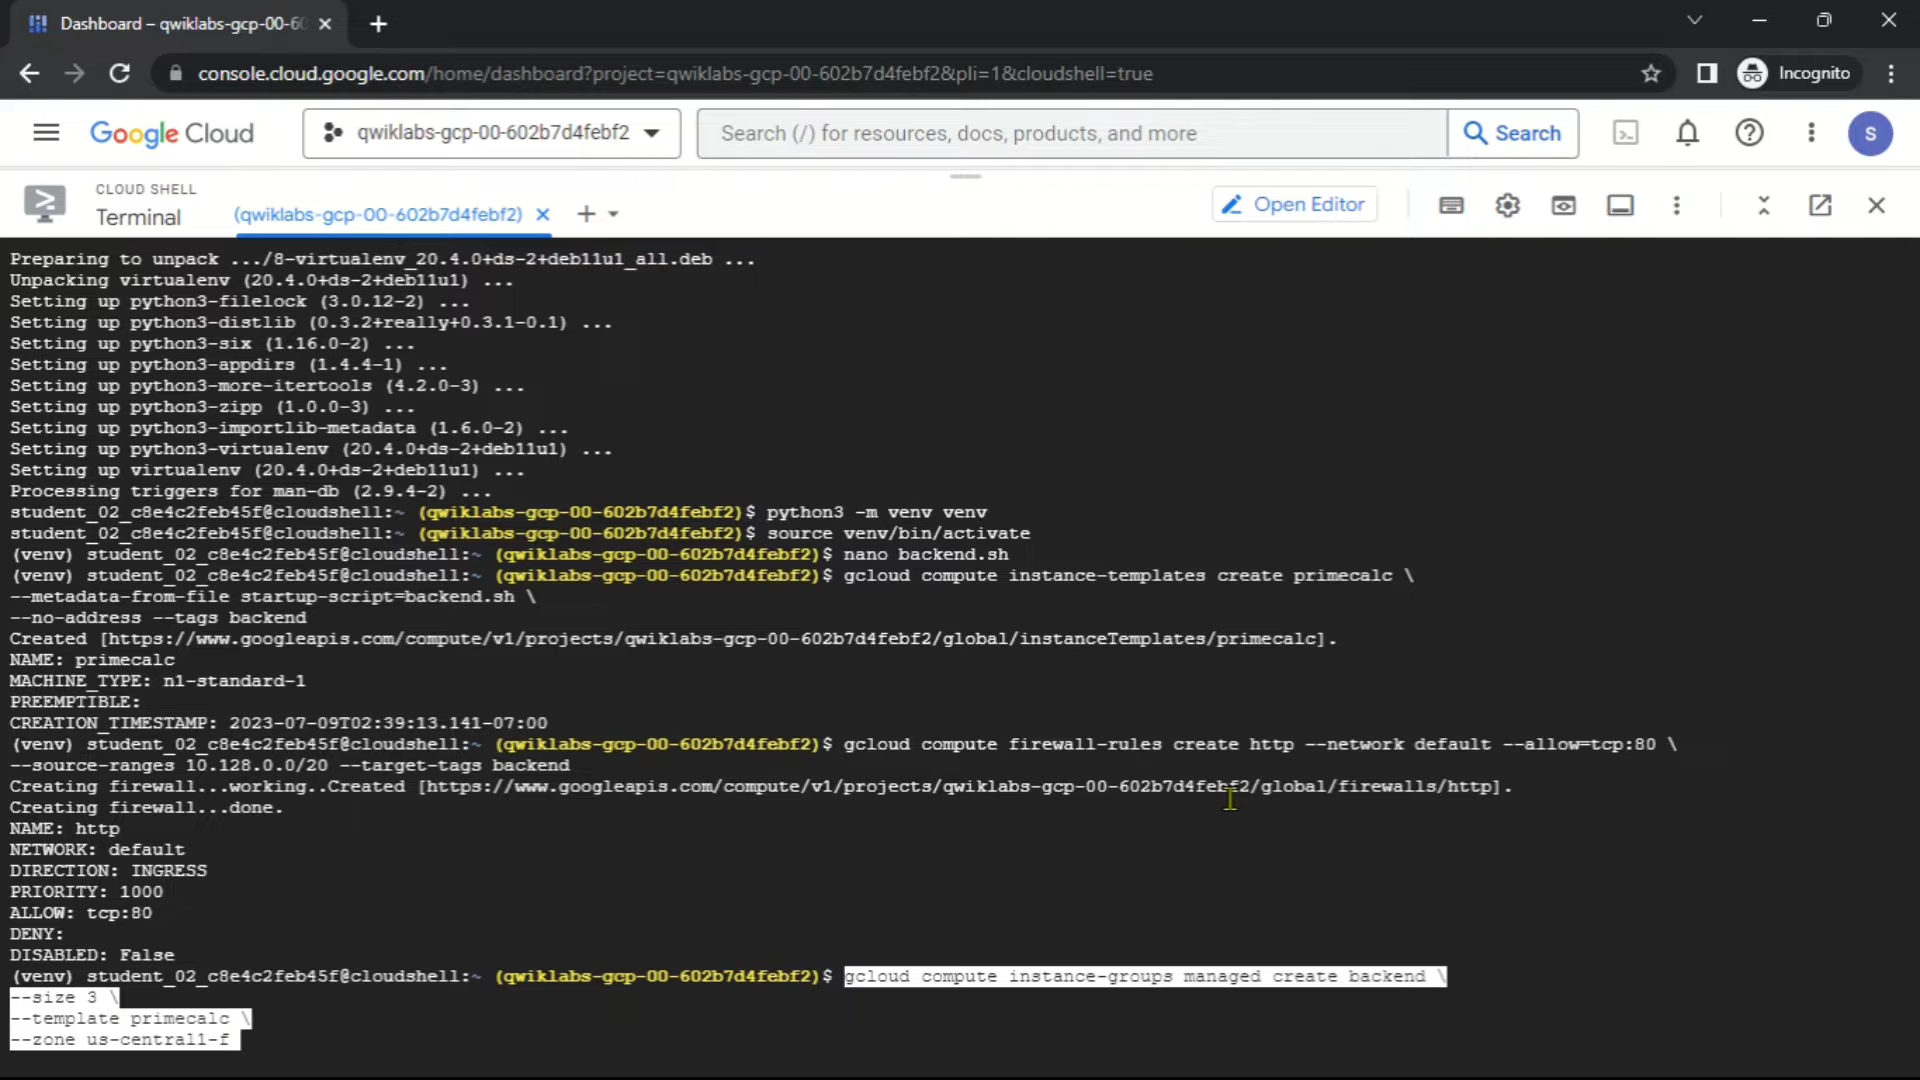 Dashboard – qwiklabs-gcp-00-60
console.cloud.google.com/home/dashboard?project=qwiklabs-gcp-00-602b7d4febf2&pli=1&cloudshell=true
Incognito
Google Cloud
qwiklabs-gcp-00-602b7d4febf2
Search (/) for resources, docs, products, and more
Search
S
CLOUD SHELL
Terminal
(qwiklabs-gcp-00-602b7d4febf2)
Open Editor
Preparing to unpack .../8-virtualenv_20.4.0+ds-2+deb11u1_all.deb ...
Unpacking virtualenv (20.4.0+ds-2+deb11u1) ...
Setting up python3-filelock (3.0.12-2) ...
Setting up python3-distlib (0.3.2+really+0.3.1-0.1) ...
Setting up python3-six (1.16.0-2) ...
Setting up python3-appdirs (1.4.4-1) ...
Setting up python3-more-itertools (4.2.0-3) ...
Setting up python3-zipp (1.0.0-3) ...
Setting up python3-importlib-metadata (1.6.0-2) ...
Setting up python3-virtualenv (20.4.0+ds-2+deb11u1) ...
Setting up virtualenv (20.4.0+ds-2+deb11u1) ...
Processing triggers for man-db (2.9.4-2) ...
student_02_c8e4c2feb45f@cloudshell:~ (qwiklabs-gcp-00-602b7d4febf2)$ python3 -m venv venv
student_02_c8e4c2feb45f@cloudshell:~ (qwiklabs-gcp-00-602b7d4febf2)$ source venv/bin/activate
(venv) student_02_c8e4c2feb45f@cloudshell:~ (qwiklabs-gcp-00-602b7d4febf2)$ nano backend.sh
(venv) student_02_c8e4c2feb45f@cloudshell:~ (qwiklabs-gcp-00-602b7d4febf2)$ gcloud compute instance-templates create primecalc \
--metadata-from-file startup-script=backend.sh \
--no-address --tags backend
Created [https://www.googleapis.com/compute/v1/projects/qwiklabs-gcp-00-602b7d4febf2/global/instanceTemplates/primecalc].
NAME: primecalc
MACHINE_TYPE: n1-standard-1
PREEMPTIBLE:
CREATION_TIMESTAMP: 2023-07-09T02:39:13.141-07:00
(venv) student_02_c8e4c2feb45f@cloudshell:~ (qwiklabs-gcp-00-602b7d4febf2)$ gcloud compute firewall-rules create http --network default --allow=tcp:80 \
--source-ranges 10.128.0.0/20 --target-tags backend
Creating firewall...working..Created [https://www.googleapis.com/compute/v1/projects/qwiklabs-gcp-00-602b7d4febf2/global/firewalls/http].
Creating firewall...done.
NAME: http
NETWORK: default
DIRECTION: INGRESS
PRIORITY: 1000
ALLOW: tcp:80
DENY:
DISABLED: False
(venv) student_02_c8e4c2feb45f@cloudshell:~ (qwiklabs-gcp-00-602b7d4febf2)$ gcloud compute instance-groups managed create backend \
--size 3 \
--template primecalc \
--zone us-central1-f